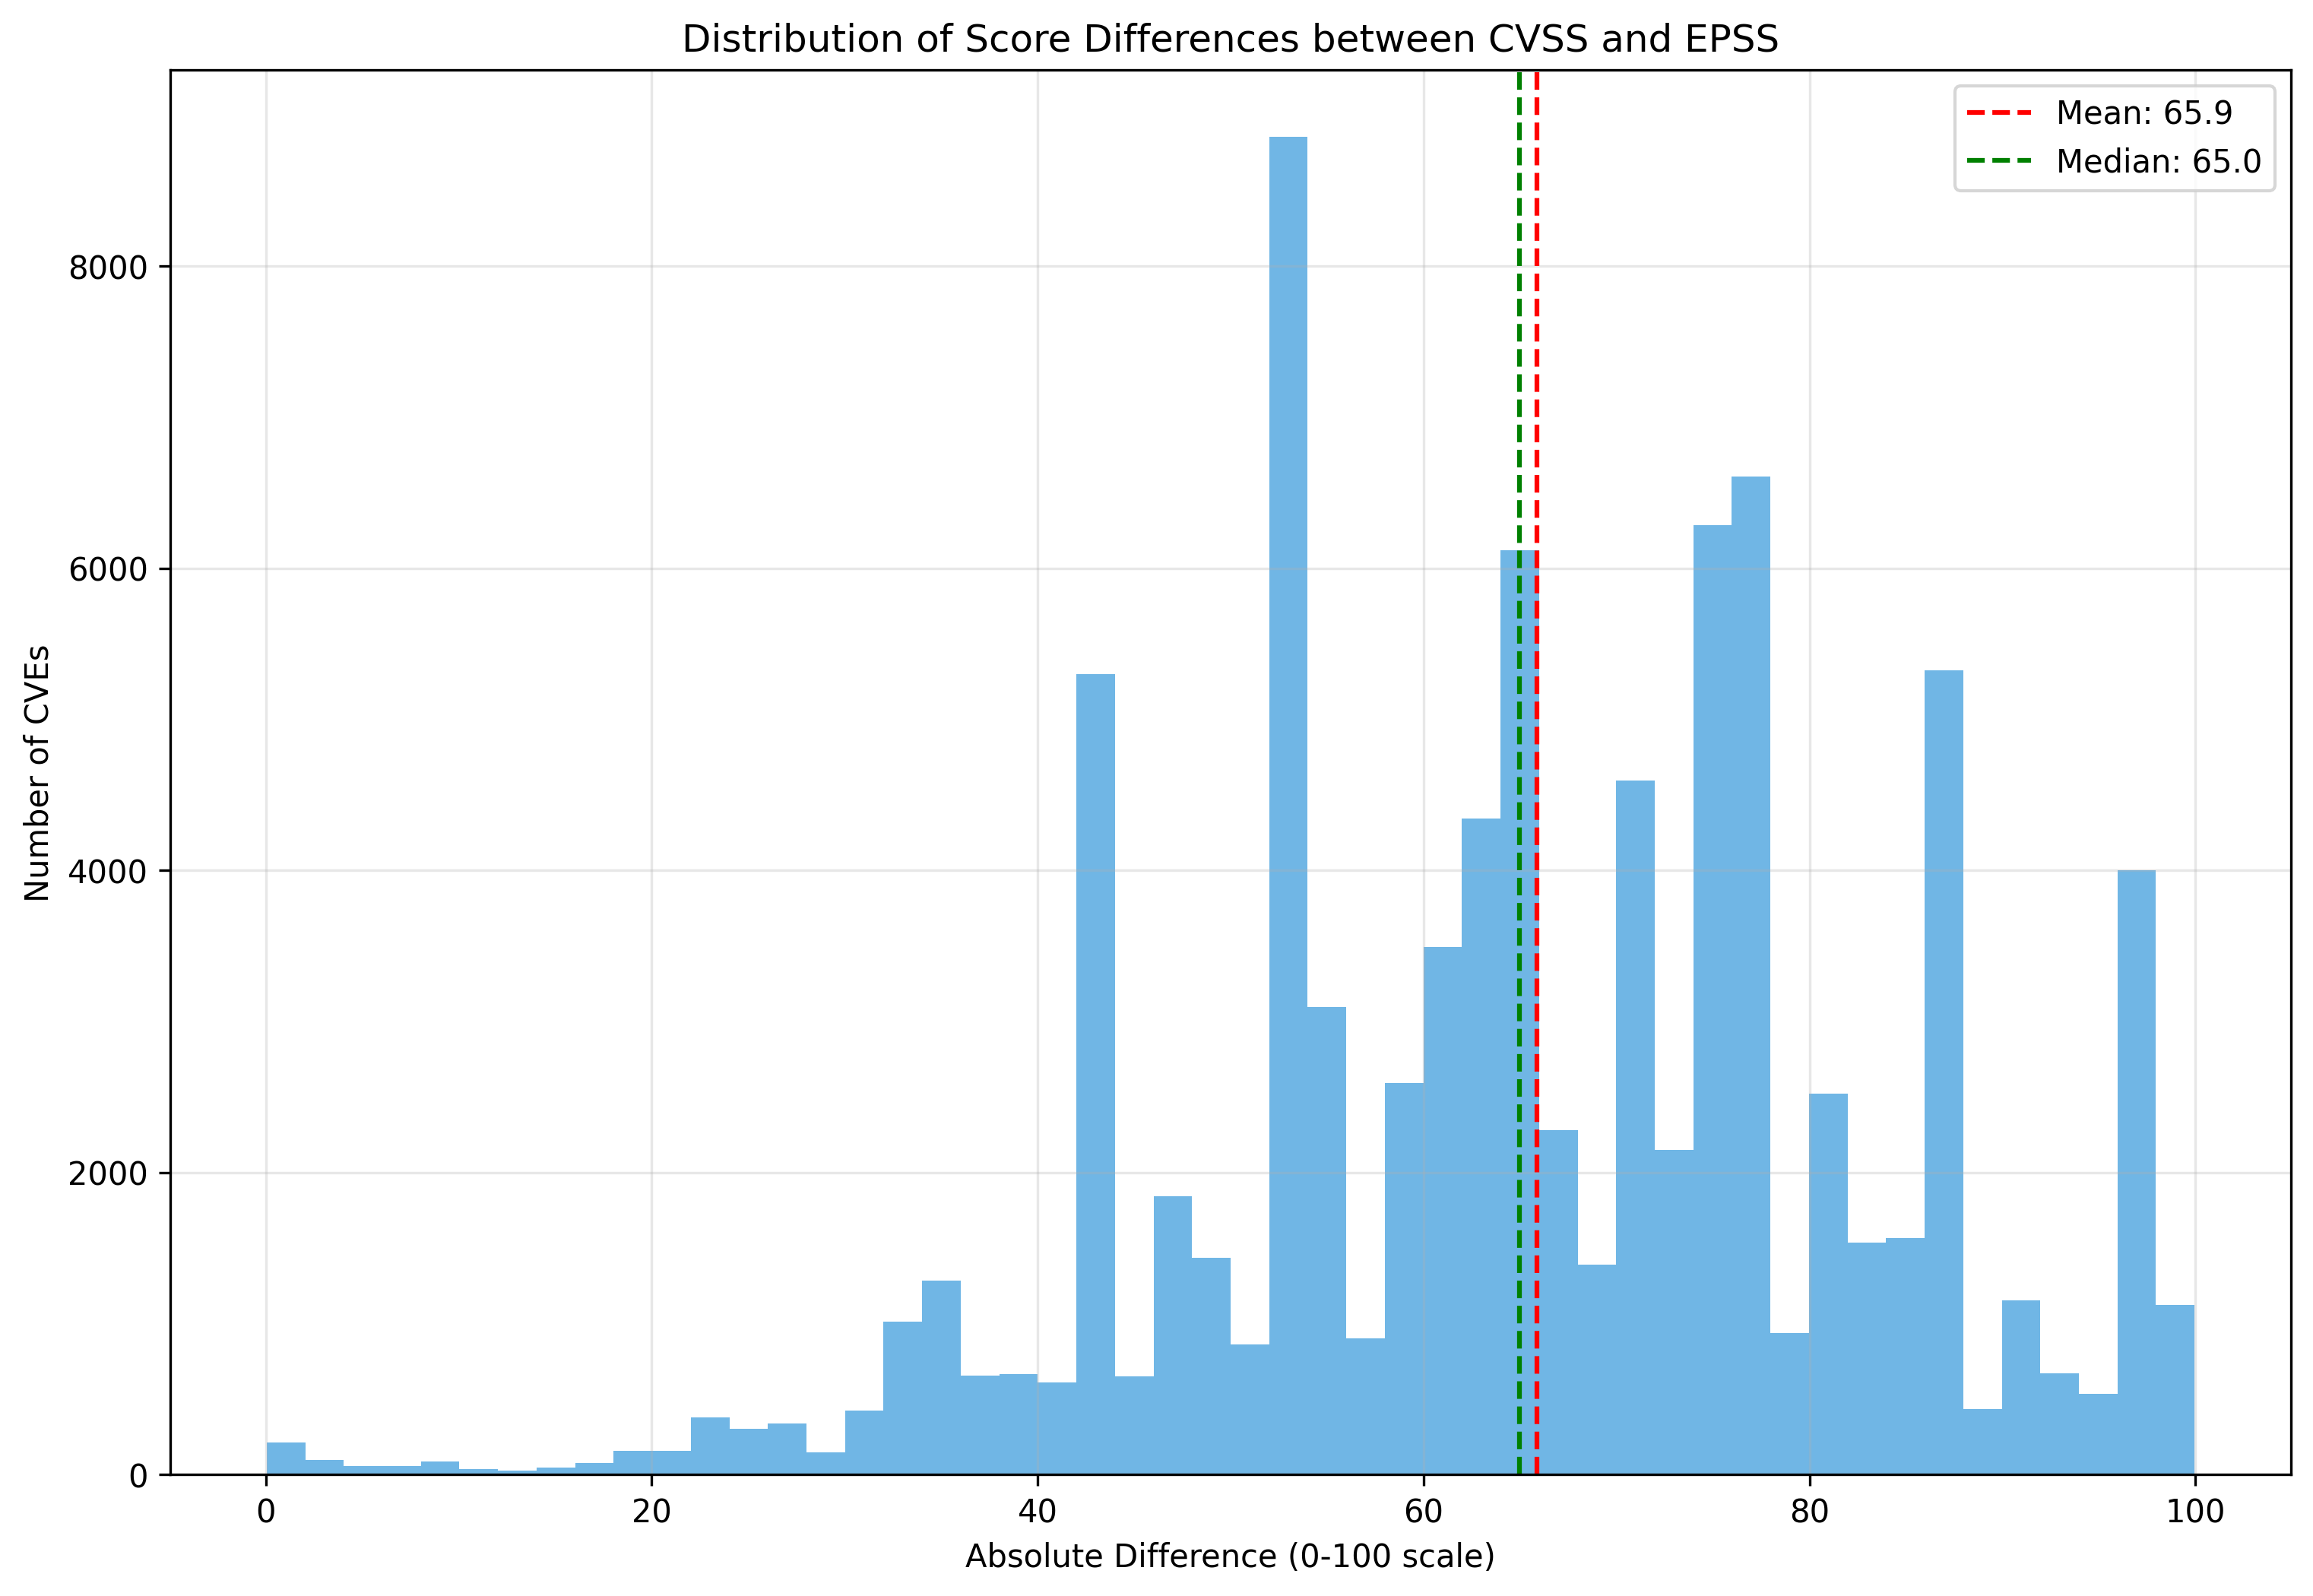 Distribution of Score Differences between CVSS and EPSS
Mean: 65.9
Median: 65.0
Number of CVEs
8000
6000
4000
2000
0
0 20 40 60 80 100
Absolute Difference (0-100 scale)